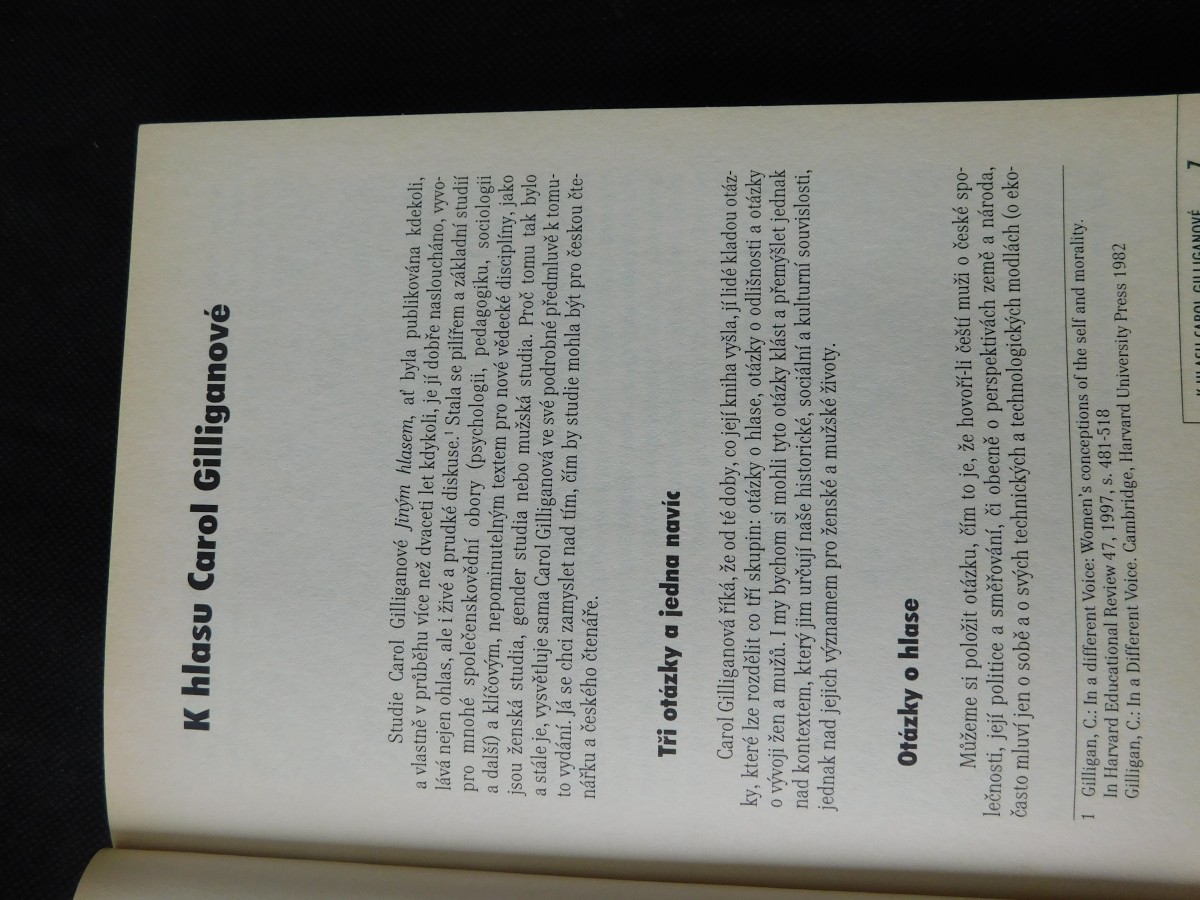 K hlasu Carol Gilliganové
Studie Carol Gilliganové Jiným hlasem, ať byla publikována kdekoli,
a vlastně v průběhu více než dvaceti let kdykoli, je jí dobře nasloucháno, vyvo-
lává nejen ohlas, ale i živé a prudké diskuse.¹ Stala se pilířem a základní studií
pro mnohé společenskovědní obory (psychologii, pedagogiku, sociologii
a další) a klíčovým, nepominutelným textem pro nové vědecké disciplíny, jako
jsou ženská studia, gender studia nebo mužská studia. Proč tomu tak bylo
a stále je, vysvětluje sama Carol Gilliganová ve své podrobné předmluvě k tomu-
to vydání. Já se chci zamyslet nad tím, čím by studie mohla být pro českou čte-
nářku a českého čtenáře.
Tři otázky a jedna navíc
Carol Gilliganová říká, že od té doby, co její kniha vyšla, jí lidé kladou otáz-
ky, které lze rozdělit co tří skupin: otázky o hlase, otázky o odlišnosti a otázky
o vývoji žen a mužů. I my bychom si mohli tyto otázky klást a přemýšlet jednak
nad kontextem, který jim určují naše historické, sociální a kulturní souvislosti,
jednak nad jejich významem pro ženské a mužské životy.
Otázky o hlase
Můžeme si položit otázku, čím to je, že hovoří-li čeští muži o české spo-
lečnosti, její politice a směřování, či obecně o perspektivách země a národa,
často mluví jen o sobě a o svých technických a technologických modlách (o eko-
1 Gilligan, C.: In a different Voice: Women's conceptions of the self and morality.
In Harvard Educational Review 47, 1997, s. 481-518
Gilligan, C.: In a Different Voice. Cambridge, Harvard University Press 1982
K HLASU CAROL GILLIGANOVÉ 7